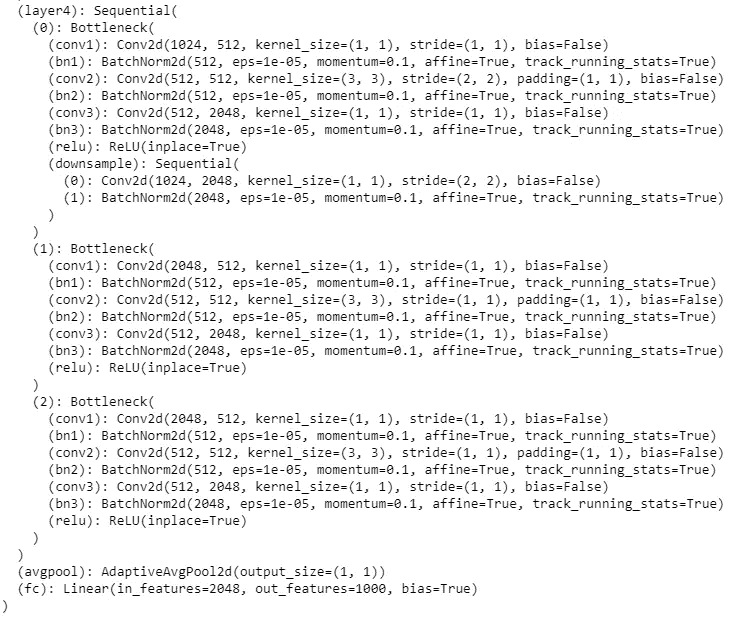 (layer4): Sequential(
(0): Bottleneck(
(conv1): Conv2d(1024, 512, kernel_size=(1, 1), stride=(1, 1), bias=False)
(bn1): BatchNorm2d(512, eps=1e-05, momentum=0.1, affine=True, track_running_stats=True)
(conv2): Conv2d(512, 512, kernel_size=(3, 3), stride=(2, 2), padding=(1, 1), bias=False)
(bn2): BatchNorm2d(512, eps=1e-05, momentum=0.1, affine=True, track_running_stats=True)
(conv3): Conv2d(512, 2048, kernel_size=(1, 1), stride=(1, 1), bias=False)
(bn3): BatchNorm2d(2048, eps=1e-05, momentum=0.1, affine=True, track_running_stats=True)
(relu): ReLU(inplace=True)
(downsample): Sequential(
(0): Conv2d(1024, 2048, kernel_size=(1, 1), stride=(2, 2), bias=False)
(1): BatchNorm2d(2048, eps=1e-05, momentum=0.1, affine=True, track_running_stats=True)
)
)
(1): Bottleneck(
(conv1): Conv2d(2048, 512, kernel_size=(1, 1), stride=(1, 1), bias=False)
(bn1): BatchNorm2d(512, eps=1e-05, momentum=0.1, affine=True, track_running_stats=True)
(conv2): Conv2d(512, 512, kernel_size=(3, 3), stride=(1, 1), padding=(1, 1), bias=False)
(bn2): BatchNorm2d(512, eps=1e-05, momentum=0.1, affine=True, track_running_stats=True)
(conv3): Conv2d(512, 2048, kernel_size=(1, 1), stride=(1, 1), bias=False)
(bn3): BatchNorm2d(2048, eps=1e-05, momentum=0.1, affine=True, track_running_stats=True)
(relu): ReLU(inplace=True)
)
(2): Bottleneck(
(conv1): Conv2d(2048, 512, kernel_size=(1, 1), stride=(1, 1), bias=False)
(bn1): BatchNorm2d(512, eps=1e-05, momentum=0.1, affine=True, track_running_stats=True)
(conv2): Conv2d(512, 512, kernel_size=(3, 3), stride=(1, 1), padding=(1, 1), bias=False)
(bn2): BatchNorm2d(512, eps=1e-05, momentum=0.1, affine=True, track_running_stats=True)
(conv3): Conv2d(512, 2048, kernel_size=(1, 1), stride=(1, 1), bias=False)
(bn3): BatchNorm2d(2048, eps=1e-05, momentum=0.1, affine=True, track_running_stats=True)
(relu): ReLU(inplace=True)
)
)
(avgpool): AdaptiveAvgPool2d(output_size=(1, 1))
(fc): Linear(in_features=2048, out_features=1000, bias=True)
)